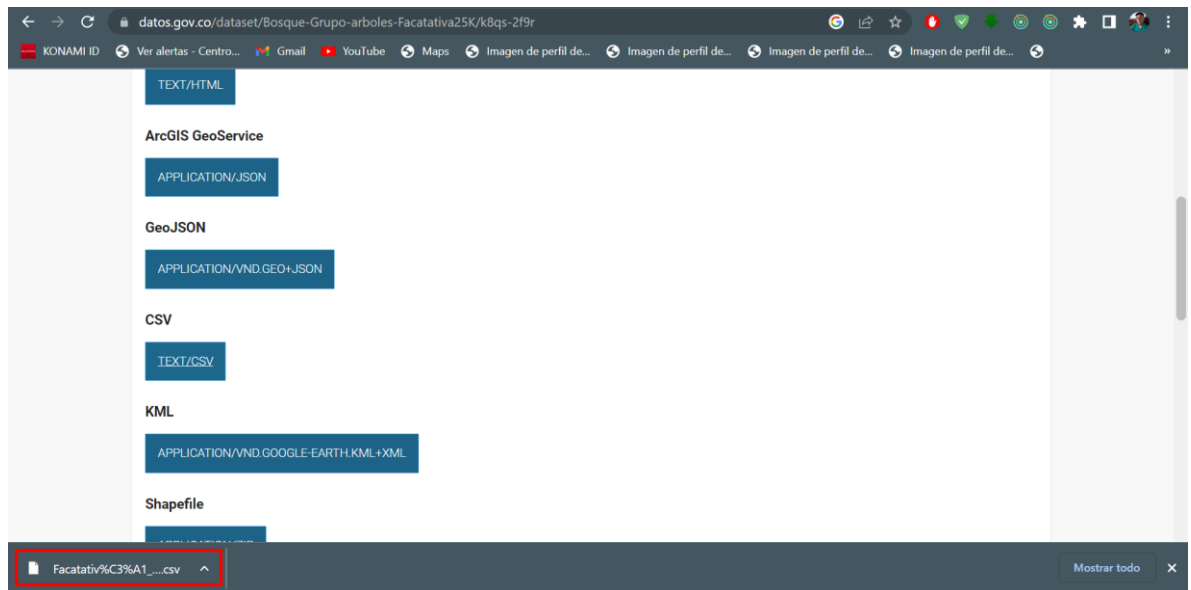 datos.gov.co/dataset/Bosque-Grupo-arboles-Facatativa25K/k8qs-2f9r
KONAMI ID Ver alertas - Centro... Gmail YouTube Maps Imagen de perfil de... Imagen de perfil de... Imagen de perfil de... Imagen de perfil de... »
TEXT/HTML
ArcGIS GeoService
APPLICATION/JSON
GeoJSON
APPLICATION/VND.GEO+JSON
CSV
TEXT/CSV
KML
APPLICATION/VND.GOOGLE-EARTH.KML+XML
Shapefile
Facatativ%C3%A1_....csv
Mostrar todo